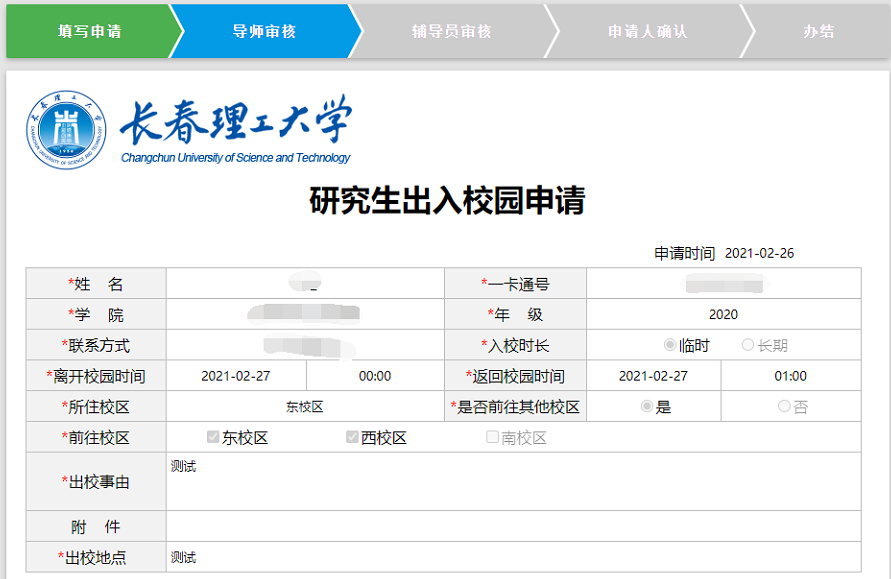 填写申请 导师审核 辅导员审核 申请人确认 办结
长春理工大学
Changchun University of Science and Technology
研究生出入校园申请
申请时间 2021-02-26
*姓 名 *一卡通号
*学 院 *年 级 2020
*联系方式 *入校时长 临时 长期
*离开校园时间 2021-02-27 00:00 *返回校园时间 2021-02-27 01:00
*所住校区 东校区 *是否前往其他校区 是 否
*前往校区 东校区 西校区 南校区
*出校事由 测试
附 件
*出校地点 测试